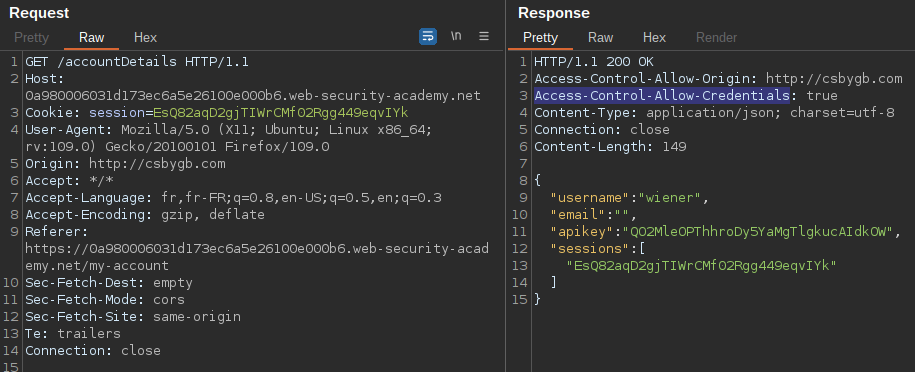 Request
Pretty Raw Hex
\n
1 GET /accountDetails HTTP/1.1
2 Host:
0a980006031d173ec6a5e26100e000b6.web-security-academy.net
3 Cookie: session=EsQ82aqD2gjTIWrCMfO2Rgg449eqvIYk
4 User-Agent: Mozilla/5.0 (X11; Ubuntu; Linux x86_64;
rv:109.0) Gecko/20100101 Firefox/109.0
5 Origin: http://csbygb.com
6 Accept: */*
7 Accept-Language: fr,fr-FR;q=0.8,en-US;q=0.5,en;q=0.3
8 Accept-Encoding: gzip, deflate
9 Referer:
https://0a980006031d173ec6a5e26100e000b6.web-security-acad
emy.net/my-account
10 Sec-Fetch-Dest: empty
11 Sec-Fetch-Mode: cors
12 Sec-Fetch-Site: same-origin
13 Te: trailers
14 Connection: close
15
Response
Pretty Raw Hex Render
1 HTTP/1.1 200 OK
2 Access-Control-Allow-Origin: http://csbygb.com
3 Access-Control-Allow-Credentials: true
4 Content-Type: application/json; charset=utf-8
5 Connection: close
6 Content-Length: 149
7
8 {
9 "username":"wiener",
10 "email":"",
11 "apikey":"QO2MleOPThhroDy5YaMgTlgkucAIdkOW",
12 "sessions":[
13 "EsQ82aqD2gjTIWrCMfO2Rgg449eqvIYk"
14 ]
15 }